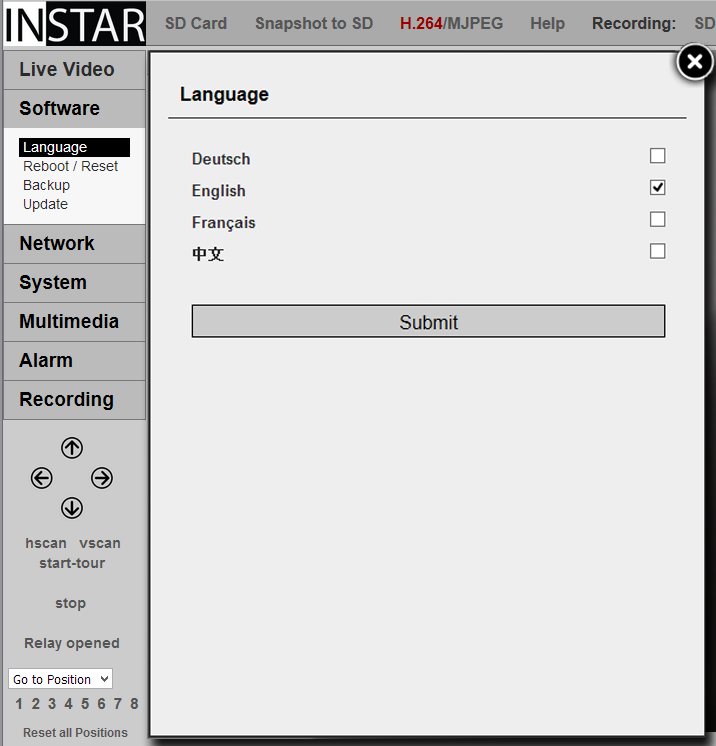 INSTAR
SD Card Snapshot to SD H.264/MJPEG Help Recording: SD
Live Video
Software
Language
Reboot / Reset
Backup
Update
Network
System
Multimedia
Alarm
Recording
hscan vscan
start-tour
stop
Relay opened
Go to Position
1 2 3 4 5 6 7 8
Reset all Positions
Language
Deutsch
English
Français
中文
Submit